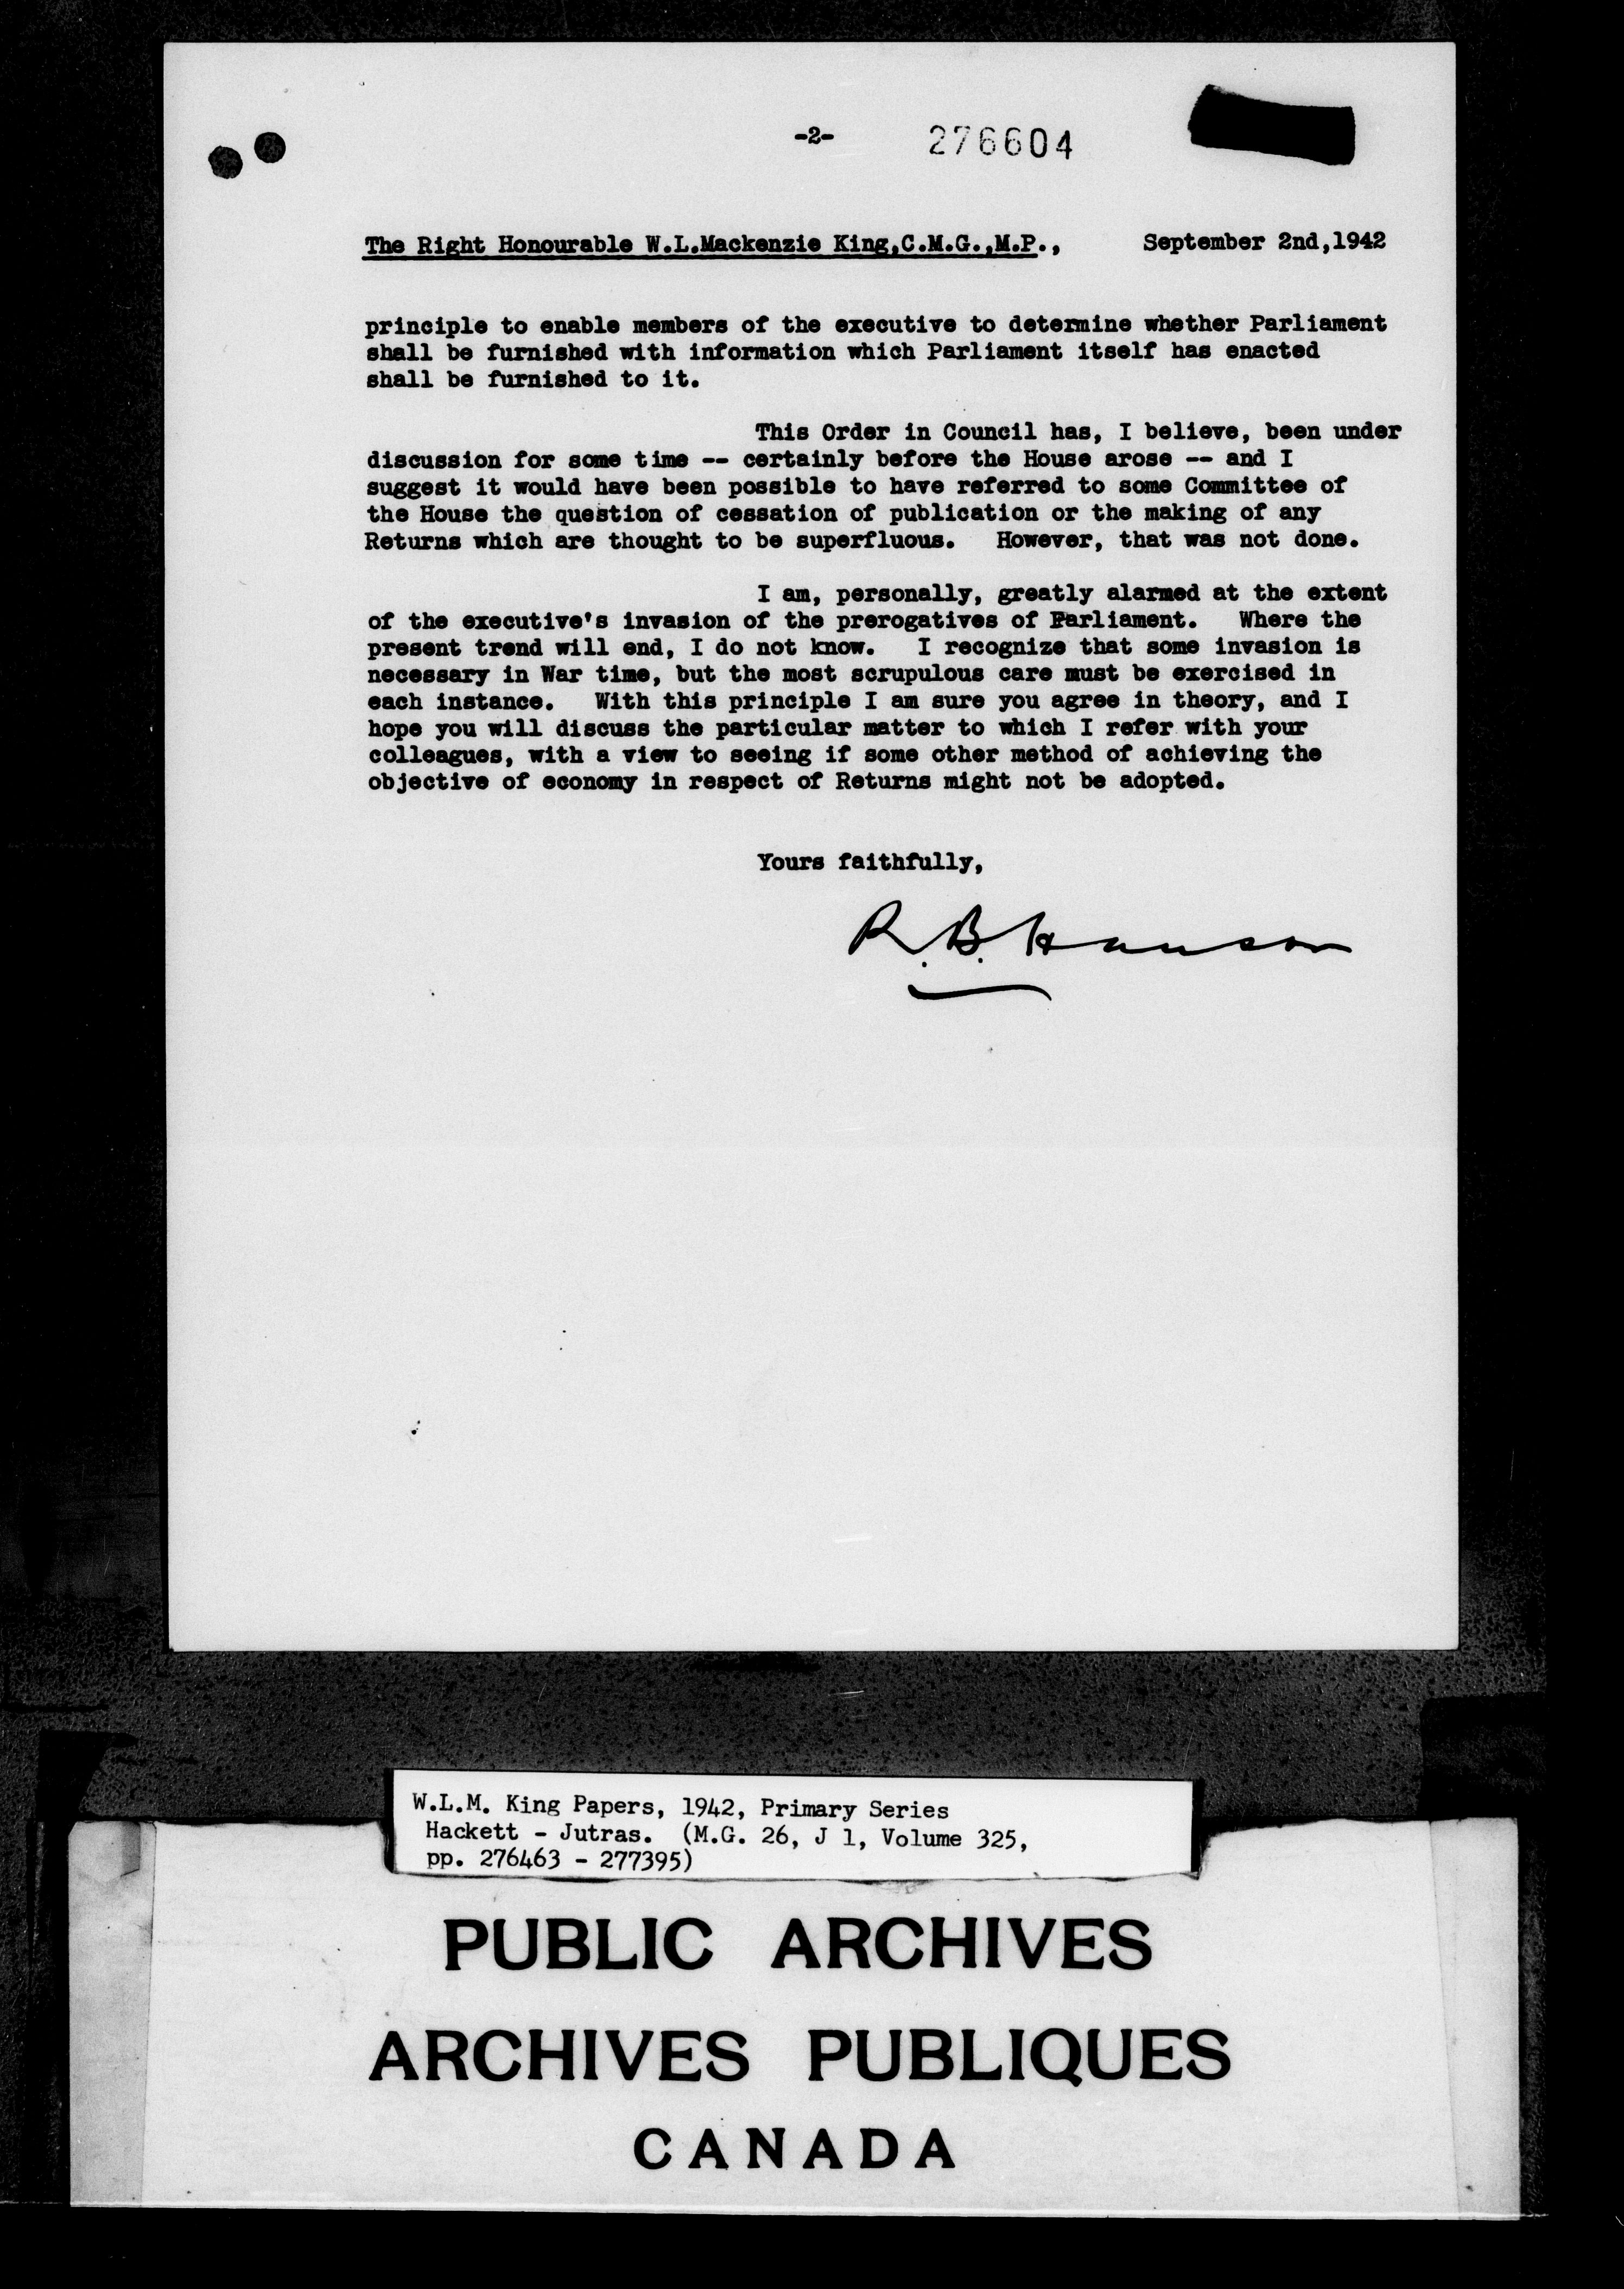 -2- 276604
The Right Honourable W.L.Mackenzie King,C.M.G.,M.P., September 2nd,1942
principle to enable members of the executive to determine whether Parliament
shall be furnished with information which Parliament itself has enacted
shall be furnished to it.
This Order in Council has, I believe, been under
discussion for some time -- certainly before the House arose -- and I
suggest it would have been possible to have referred to some Committee of
the House the question of cessation of publication or the making of any
Returns which are thought to be superfluous. However, that was not done.
I am, personally, greatly alarmed at the extent
of the executive's invasion of the prerogatives of Parliament. Where the
present trend will end, I do not know. I recognize that some invasion is
necessary in War time, but the most scrupulous care must be exercised in
each instance. With this principle I am sure you agree in theory, and I
hope you will discuss the particular matter to which I refer with your
colleagues, with a view to seeing if some other method of achieving the
objective of economy in respect of Returns might not be adopted.
Yours faithfully,
R.B. Hanson
W.L.M. King Papers, 1942, Primary Series
Hackett - Jutras. (M.G. 26, J 1, Volume 325,
pp. 276463 - 277395)
PUBLIC ARCHIVES
ARCHIVES PUBLIQUES
CANADA